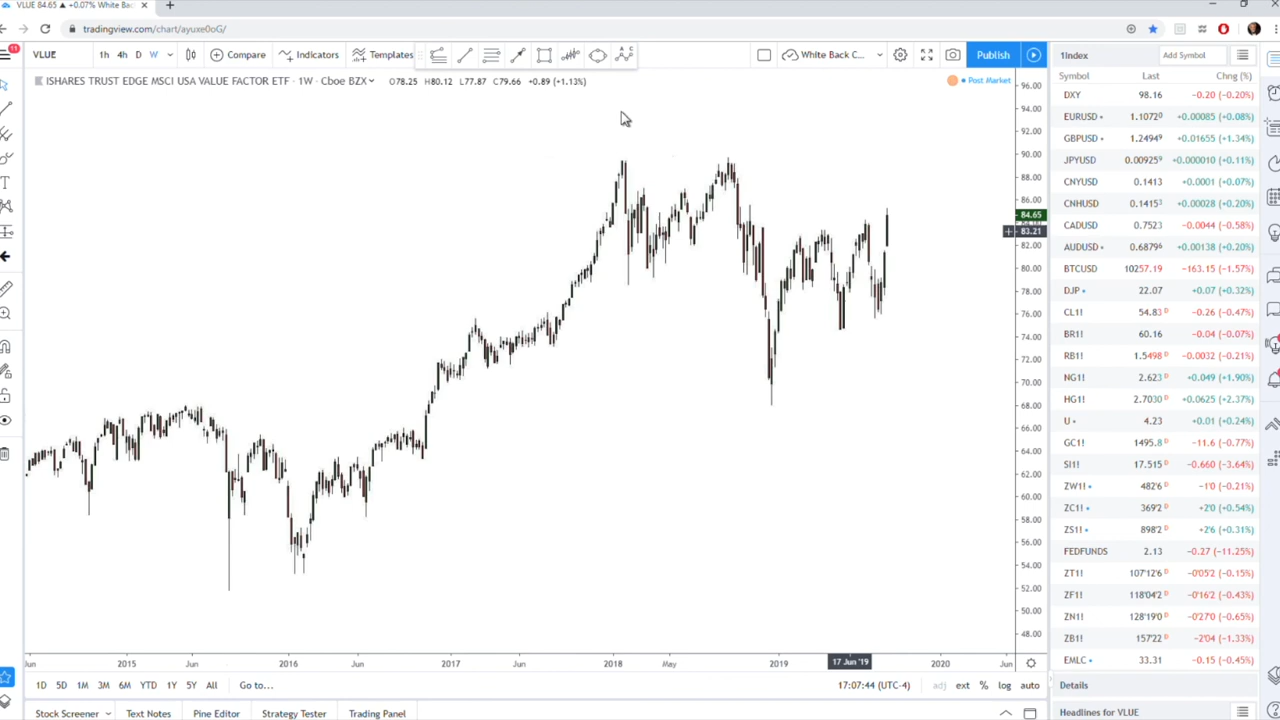 VLUE 84.65 ▲ +0.07% White Back
tradingview.com/chart/ayuxe0oG/
11
VLUE 1h 4h D W Compare Indicators Templates White Back C... Publish
1Index Add Symbol
ISHARES TRUST EDGE MSCI USA VALUE FACTOR ETF · 1W · Cboe BZX O78.25 H80.12 L77.87 C79.66 +0.89 (+1.13%)
Post Market
Symbol Last Chng (%)
DXY 98.16 -0.20 (-0.20%)
EURUSD 1.10720 +0.00085 (+0.08%)
GBPUSD 1.24949 +0.01655 (+1.34%)
JPYUSD 0.009259 +0.000010 (+0.11%)
CNYUSD 0.1413 +0.0001 (+0.07%)
CNHUSD 0.14153 +0.00028 (+0.20%)
CADUSD 0.7523 -0.0044 (-0.58%)
AUDUSD 0.68796 +0.00138 (+0.20%)
BTCUSD 10257.19 -163.15 (-1.57%)
DJP 22.07 +0.07 (+0.32%)
CL1! 54.83 D -0.26 (-0.47%)
BR1! 60.16 -0.04 (-0.07%)
RB1! 1.5498 D -0.0032 (-0.21%)
NG1! 2.623 D +0.049 (+1.90%)
HG1! 2.7030 D +0.0625 (+2.37%)
U 4.23 +0.01 (+0.24%)
GC1! 1495.8 D -11.6 (-0.77%)
SI1! 17.515 D -0.660 (-3.64%)
ZW1! 482'6 -1'0 (-0.21%)
ZC1! 369'2 D +2'0 (+0.54%)
ZS1! 898'2 D +2'6 (+0.31%)
FEDFUNDS 2.13 -0.27 (-11.25%)
ZT1! 107'12'6 D -0'05'2 (-0.15%)
ZF1! 118'04'2 D -0'16'2 (-0.43%)
ZN1! 128'19'0 D -0'27'0 (-0.65%)
ZB1! 157'22 D -2'04 (-1.33%)
EMLC 33.31 -0.15 (-0.45%)
96.00
94.00
92.00
90.00
88.00
86.00
84.65
83.21
82.00
80.00
78.00
76.00
74.00
72.00
70.00
68.00
66.00
64.00
62.00
60.00
58.00
56.00
54.00
52.00
50.00
48.00
Jun 2015 Jun 2016 Jun 2017 Jun 2018 May 2019 17 Jun '19 2020 Jun
1D 5D 1M 3M 6M YTD 1Y 5Y All Go to... 17:07:44 (UTC-4) adj ext % log auto
Details
Stock Screener Text Notes Pine Editor Strategy Tester Trading Panel
Headlines for VLUE